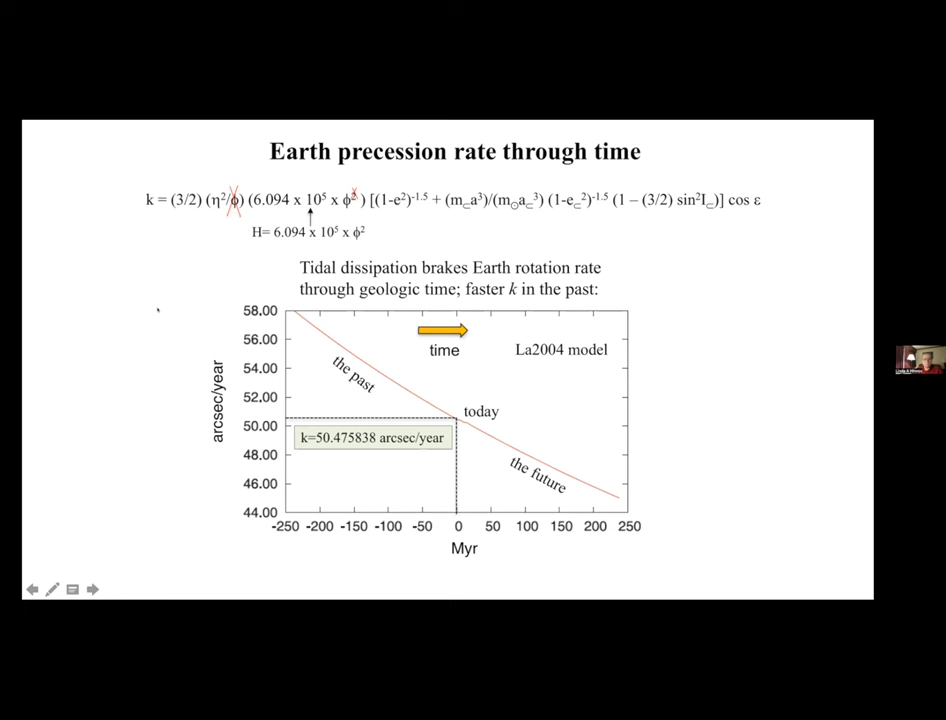 Earth precession rate through time
k = (3/2) (η²/ϕ) (6.094 x 10⁵ x ϕ² ) [(1-e²)⁻¹·⁵ + (m☾a³)/(m☉a☾³) (1-e☾²)⁻¹·⁵ (1 – (3/2) sin²I☾)] cos ε
H= 6.094 x 10⁵ x ϕ²
Tidal dissipation brakes Earth rotation rate
through geologic time; faster k in the past:
58.00
56.00
54.00
52.00
50.00
48.00
46.00
44.00
arcsec/year
time
La2004 model
the past
today
k=50.475838 arcsec/year
the future
-250 -200 -150 -100 -50 0 50 100 150 200 250
Myr